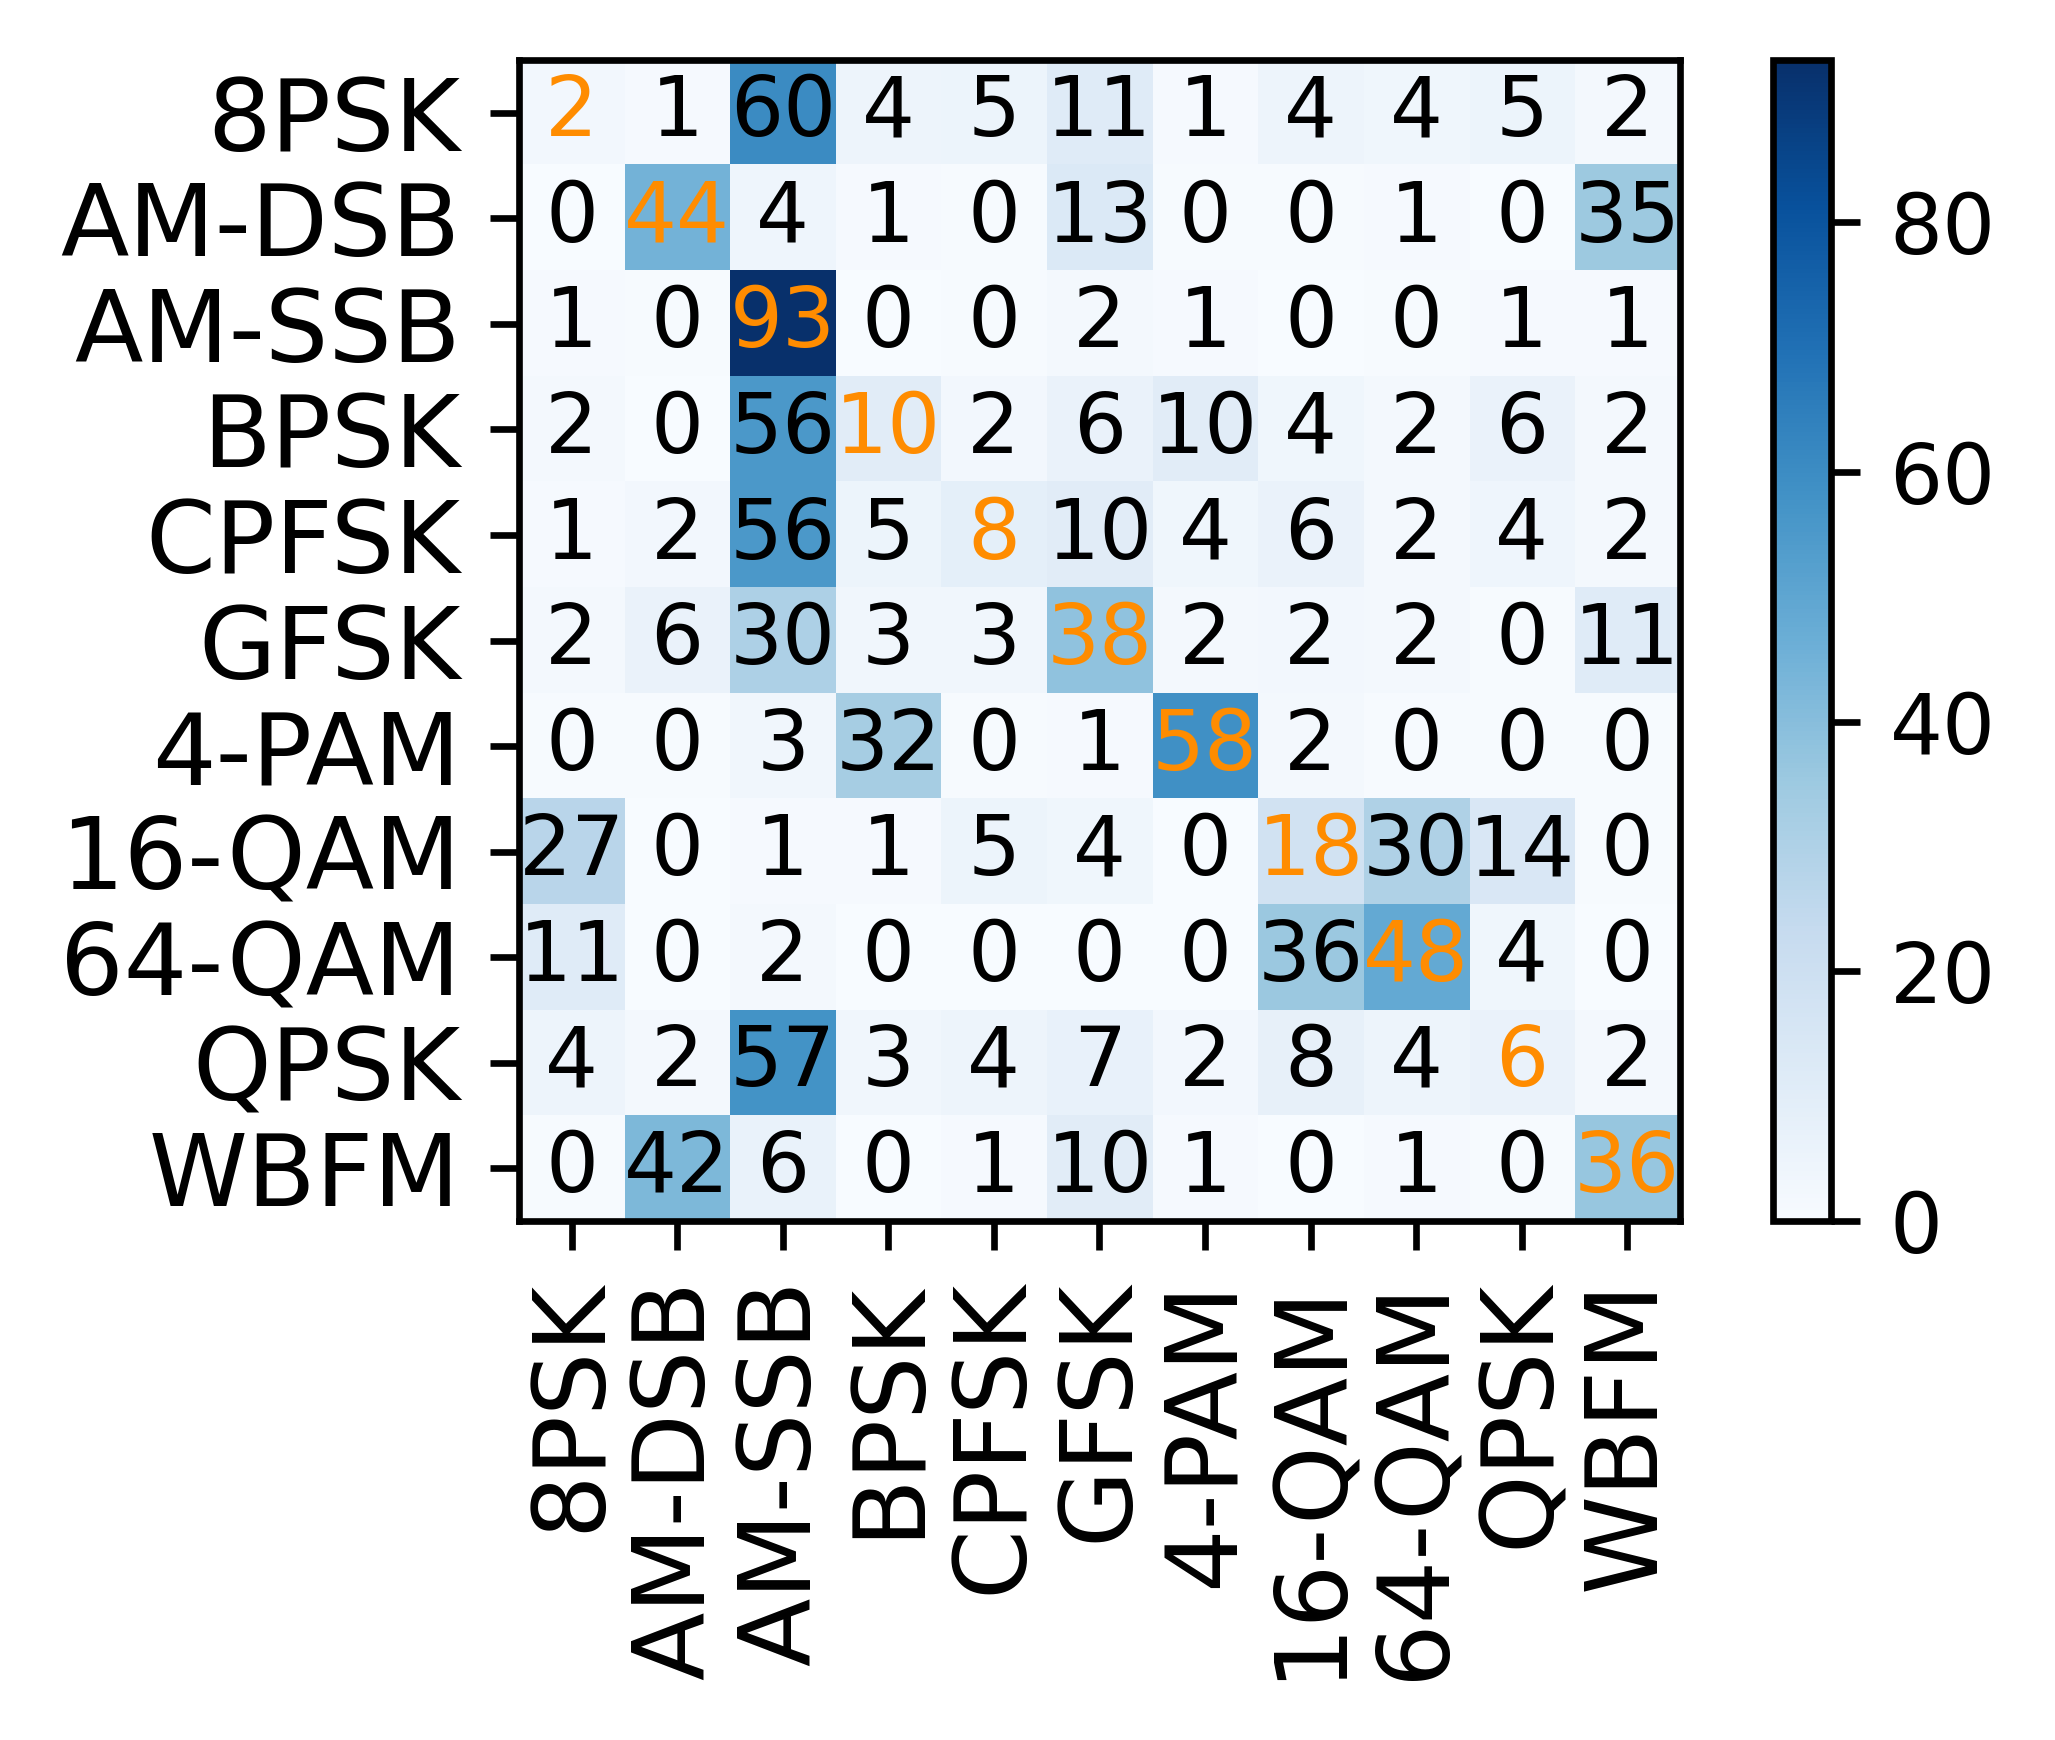 8PSK 2 1 60 4 5 11 1 4 4 5 2
AM-DSB 0 44 4 1 0 13 0 0 1 0 35
AM-SSB 1 0 93 0 0 2 1 0 0 1 1
BPSK 2 0 56 10 2 6 10 4 2 6 2
CPFSK 1 2 56 5 8 10 4 6 2 4 2
GFSK 2 6 30 3 3 38 2 2 2 0 11
4-PAM 0 0 3 32 0 1 58 2 0 0 0
16-QAM 27 0 1 1 5 4 0 18 30 14 0
64-QAM 11 0 2 0 0 0 0 36 48 4 0
QPSK 4 2 57 3 4 7 2 8 4 6 2
WBFM 0 42 6 0 1 10 1 0 1 0 36
8PSK
AM-DSB
AM-SSB
BPSK
CPFSK
GFSK
4-PAM
16-QAM
64-QAM
QPSK
WBFM
80
60
40
20
0